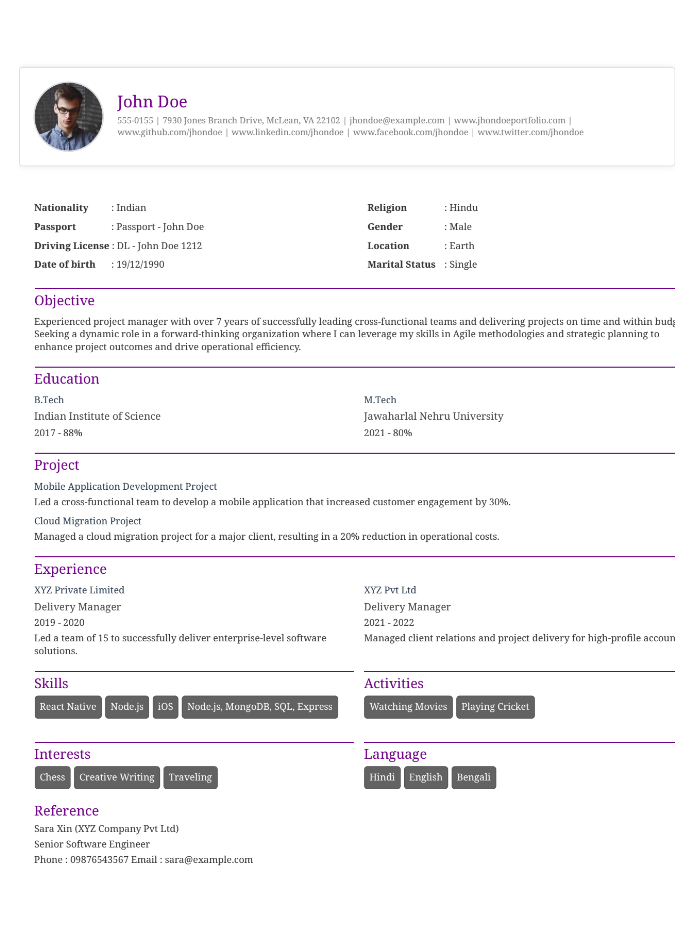 John Doe
555-0155 | 7930 Jones Branch Drive, McLean, VA 22102 | jhondoe@example.com | www.jhondoeportfolio.com |
www.github.com/jhondoe | www.linkedin.com/jhondoe | www.facebook.com/jhondoe | www.twitter.com/jhondoe
Nationality : Indian
Religion : Hindu
Passport : Passport - John Doe
Gender : Male
Driving License : DL - John Doe 1212
Location : Earth
Date of birth : 19/12/1990
Marital Status : Single
Objective
Experienced project manager with over 7 years of successfully leading cross-functional teams and delivering projects on time and within
Seeking a dynamic role in a forward-thinking organization where I can leverage my skills in Agile methodologies and strategic planning to
enhance project outcomes and drive operational efficiency.
Education
B.Tech
Indian Institute of Science
2017 - 88%
M.Tech
Jawaharlal Nehru University
2021 - 80%
Project
Mobile Application Development Project
Led a cross-functional team to develop a mobile application that increased customer engagement by 30%.
Cloud Migration Project
Managed a cloud migration project for a major client, resulting in a 20% reduction in operational costs.
Experience
XYZ Private Limited
Delivery Manager
2019 - 2020
Led a team of 15 to successfully deliver enterprise-level software
solutions.
XYZ Pvt Ltd
Delivery Manager
2021 - 2022
Managed client relations and project delivery for high-profile
Skills
React Native
Node.js
iOS
Node.js, MongoDB, SQL, Express
Activities
Watching Movies
Playing Cricket
Interests
Chess
Creative Writing
Traveling
Language
Hindi
English
Bengali
Reference
Sara Xin (XYZ Company Pvt Ltd)
Senior Software Engineer
Phone : 09876543567 Email : sara@example.com